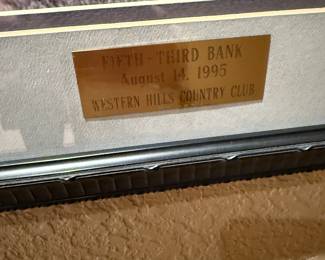 FIFTH-THIRD BANK
August 14, 1995
WESTERN HILLS COUNTRY CLUB